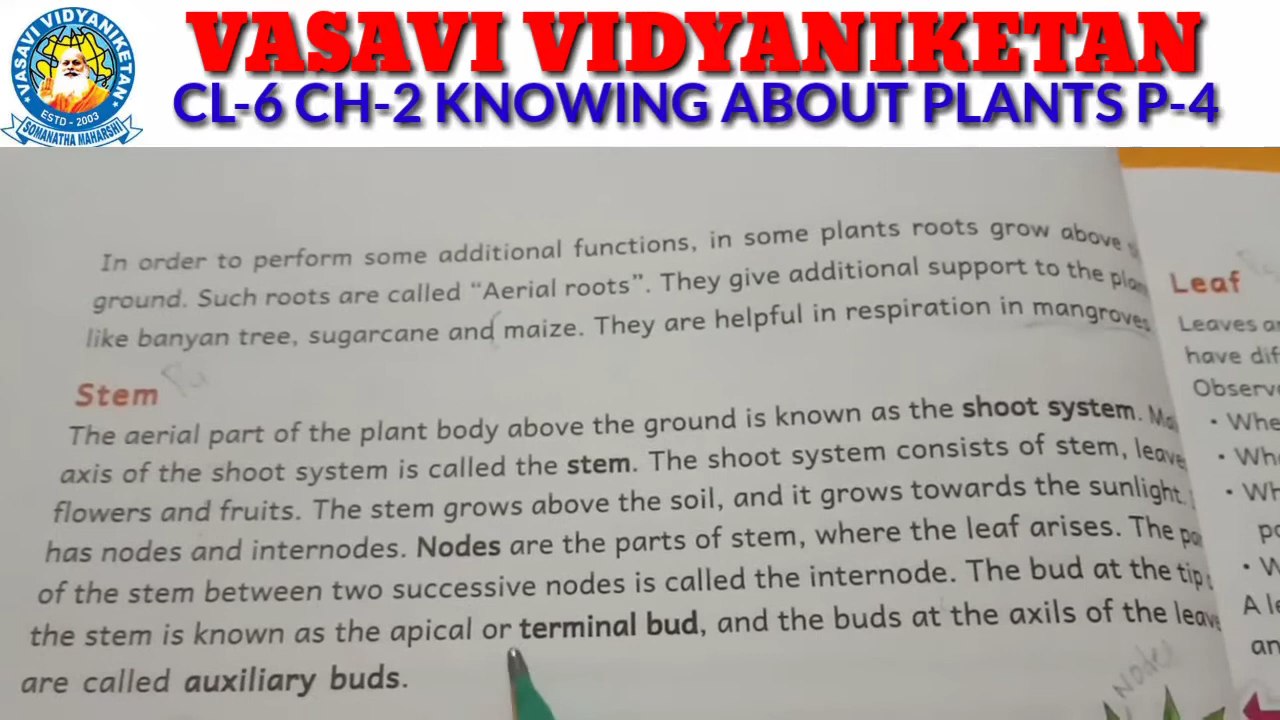 VASAVI VIDYANIKETAN
VASAVI VIDYANIKETAN
ESTD - 2003
SOMANATHA MAHARSHI
CL-6 CH-2 KNOWING ABOUT PLANTS P-4
In order to perform some additional functions, in some plants roots grow above
ground. Such roots are called “Aerial roots”. They give additional support to the
like banyan tree, sugarcane and maize. They are helpful in respiration in mangroves
Stem
The aerial part of the plant body above the ground is known as the shoot system.
axis of the shoot system is called the stem. The shoot system consists of stem, leave
flowers and fruits. The stem grows above the soil, and it grows towards the sunlight.
has nodes and internodes. Nodes are the parts of stem, where the leaf arises. The
of the stem between two successive nodes is called the internode. The bud at the tip
the stem is known as the apical or terminal bud, and the buds at the axils of the leave
are called auxiliary buds.
Nodes
Leaf
Leaves
have
Observe
•
•
•
•
A
an